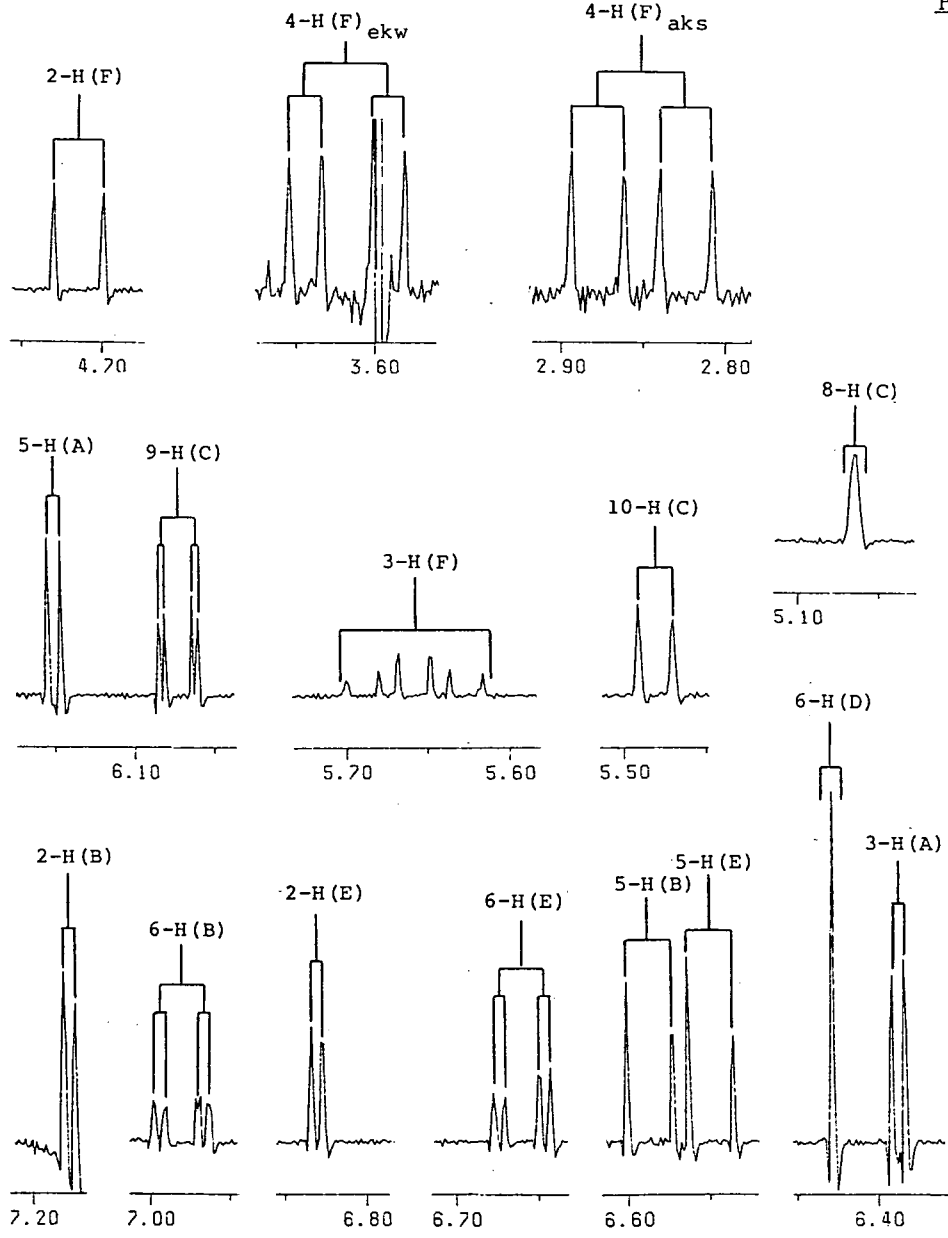 4-H(F)ekw
4-H(F)aks
2-H(F)
4.70
3.60
2.90 2.80
8-H(C)
5-H(A)
9-H(C)
10-H(C)
3-H(F)
5.10
6-H(D)
6.10
5.70 5.60
5.50
3-H(A)
2-H(B)
5-H(E)
5-H(B)
2-H(E)
6-H(E)
6-H(B)
7.20
7.00
6.80
6.70
6.60
6.40